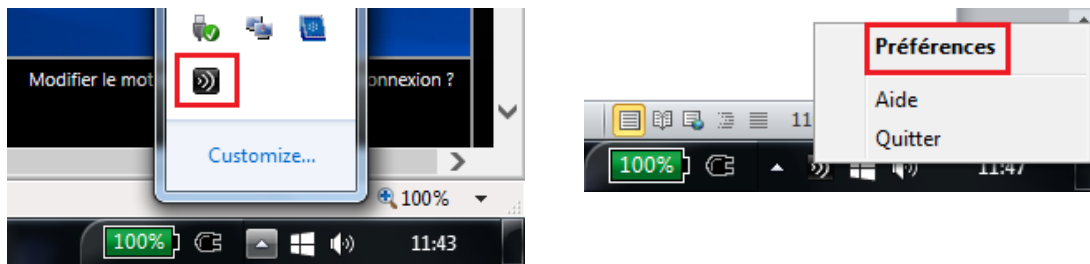 Modifier le mot
onnexion ?
Customize...
100%
100%
11:43
Préférences
Aide
Quitter
11
100%
11:47